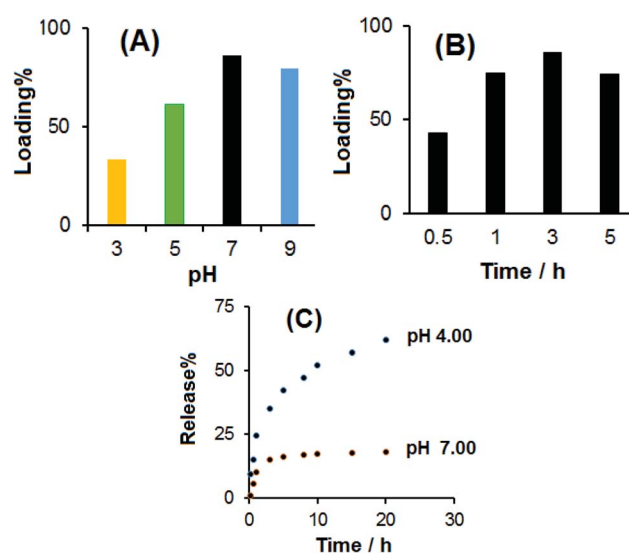 (A)
100
50
0
Loading%
3 5 7 9
pH
(B)
100
50
0
Loading%
0.5 1 3 5
Time / h
(C)
75
50
25
0
Release%
pH 4.00
pH 7.00
0 10 20 30
Time / h